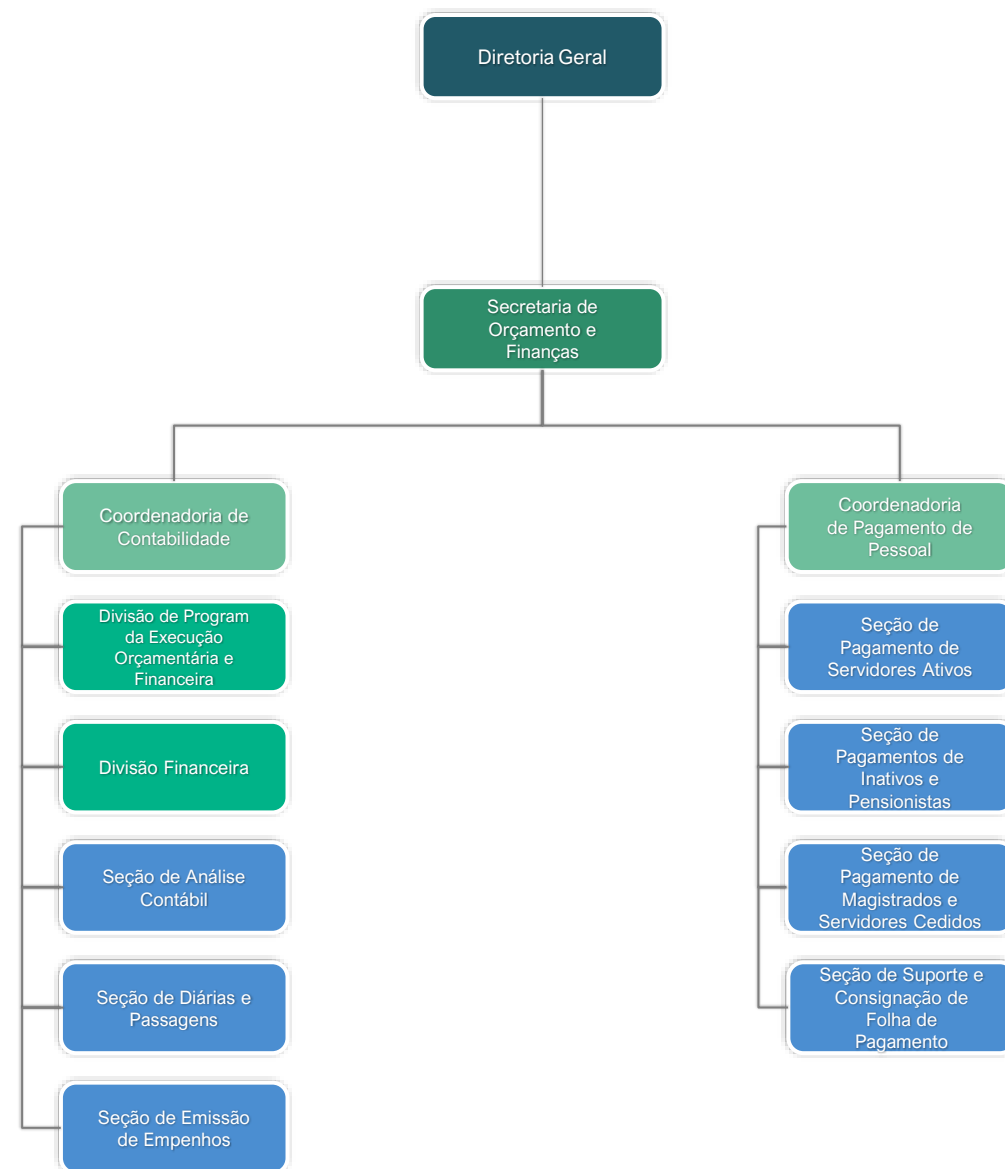 Diretoria Geral
Secretaria de
Orçamento e
Finanças
Coordenadoria de
Contabilidade
Divisão de Program
da Execução
Orçamentária e
Financeira
Divisão Financeira
Seção de Análise
Contábil
Seção de Diárias e
Passagens
Seção de Emissão
de Empenhos
Coordenadoria
de Pagamento de
Pessoal
Seção de
Pagamento de
Servidores Ativos
Seção de
Pagamentos de
Inativos e
Pensionistas
Seção de
Pagamento de
Magistrados e
Servidores Cedidos
Seção de Suporte e
Consignação de
Folha de
Pagamento